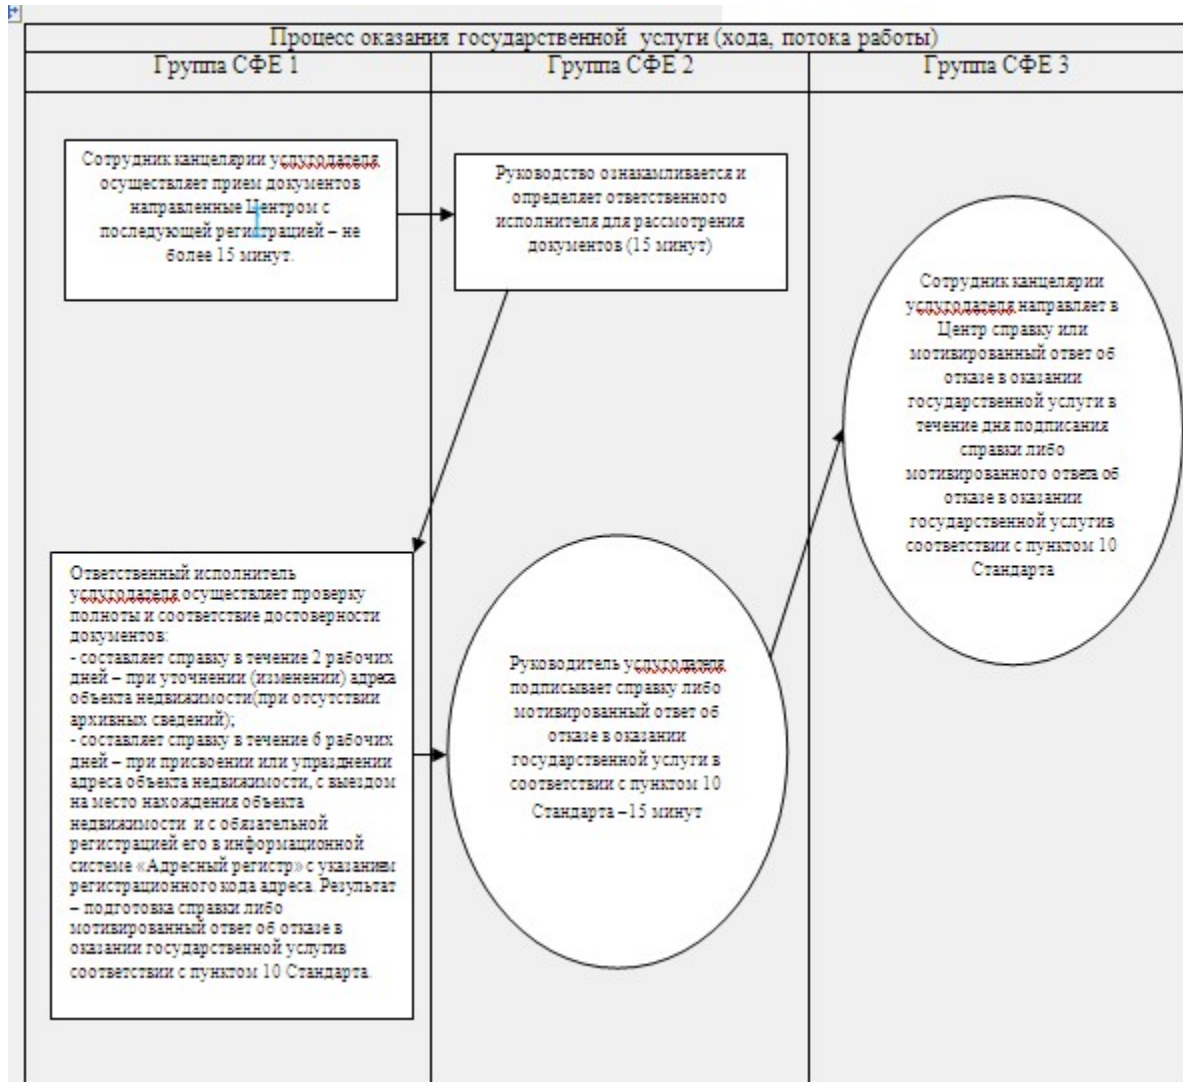 Процесс оказания государственной услуги (хода, потока работы)
Группа СФЕ 1
Группа СФЕ 2
Группа СФЕ 3
Сотрудник канцелярии услугодателя
осуществляет прием документов
направленные Центром с
последующей регистрацией – не
более 15 минут.
Руководство ознакамливается и
определяет ответственного
исполнителя для рассмотрения
документов (15 минут)
Ответственный исполнитель
услугодателя осуществляет проверку
полноты и соответствие достоверности
документов:
- составляет справку в течение 2 рабочих
дней – при уточнении (изменении) адреса
объекта недвижимости(при отсутствии
архивных сведений);
- составляет справку в течение 6 рабочих
дней – при присвоении или упразднении
адреса объекта недвижимости, с выездом
на место нахождения объекта
недвижимости и с обязательной
регистрацией его в информационной
системе «Адресный регистр» с указанием
регистрационного кода адреса. Результат
– подготовка справки либо
мотивированный ответ об отказе в
оказании государственной услугив
соответствии с пунктом 10 Стандарта.
Руководитель услугодателя
подписывает справку либо
мотивированный ответ об
отказе в оказании
государственной услуги в
соответствии с пунктом 10
Стандарта –15 минут
Сотрудник канцелярии
услугодателя направляет в
Центр справку или
мотивированный ответ об
отказе в оказании
государственной услуги в
течение дня подписания
справки либо
мотивированного ответа об
отказе в оказании
государственной услугив
соответствии с пунктом 10
Стандарта